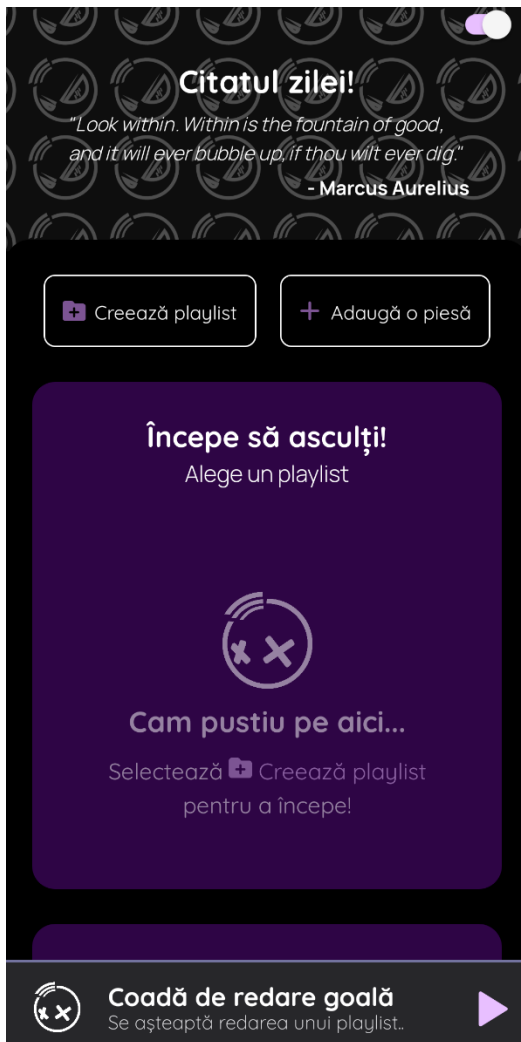 Citatul zilei!
"Look within. Within is the fountain of good,
and it will ever bubble up, if thou wilt ever dig."
- Marcus Aurelius
Creează playlist
Adaugă o piesă
Începe să asculți!
Alege un playlist
Cam pustiu pe aici...
Selectează Creează playlist
pentru a începe!
Coadă de redare goală
Se așteaptă redarea unui playlist..